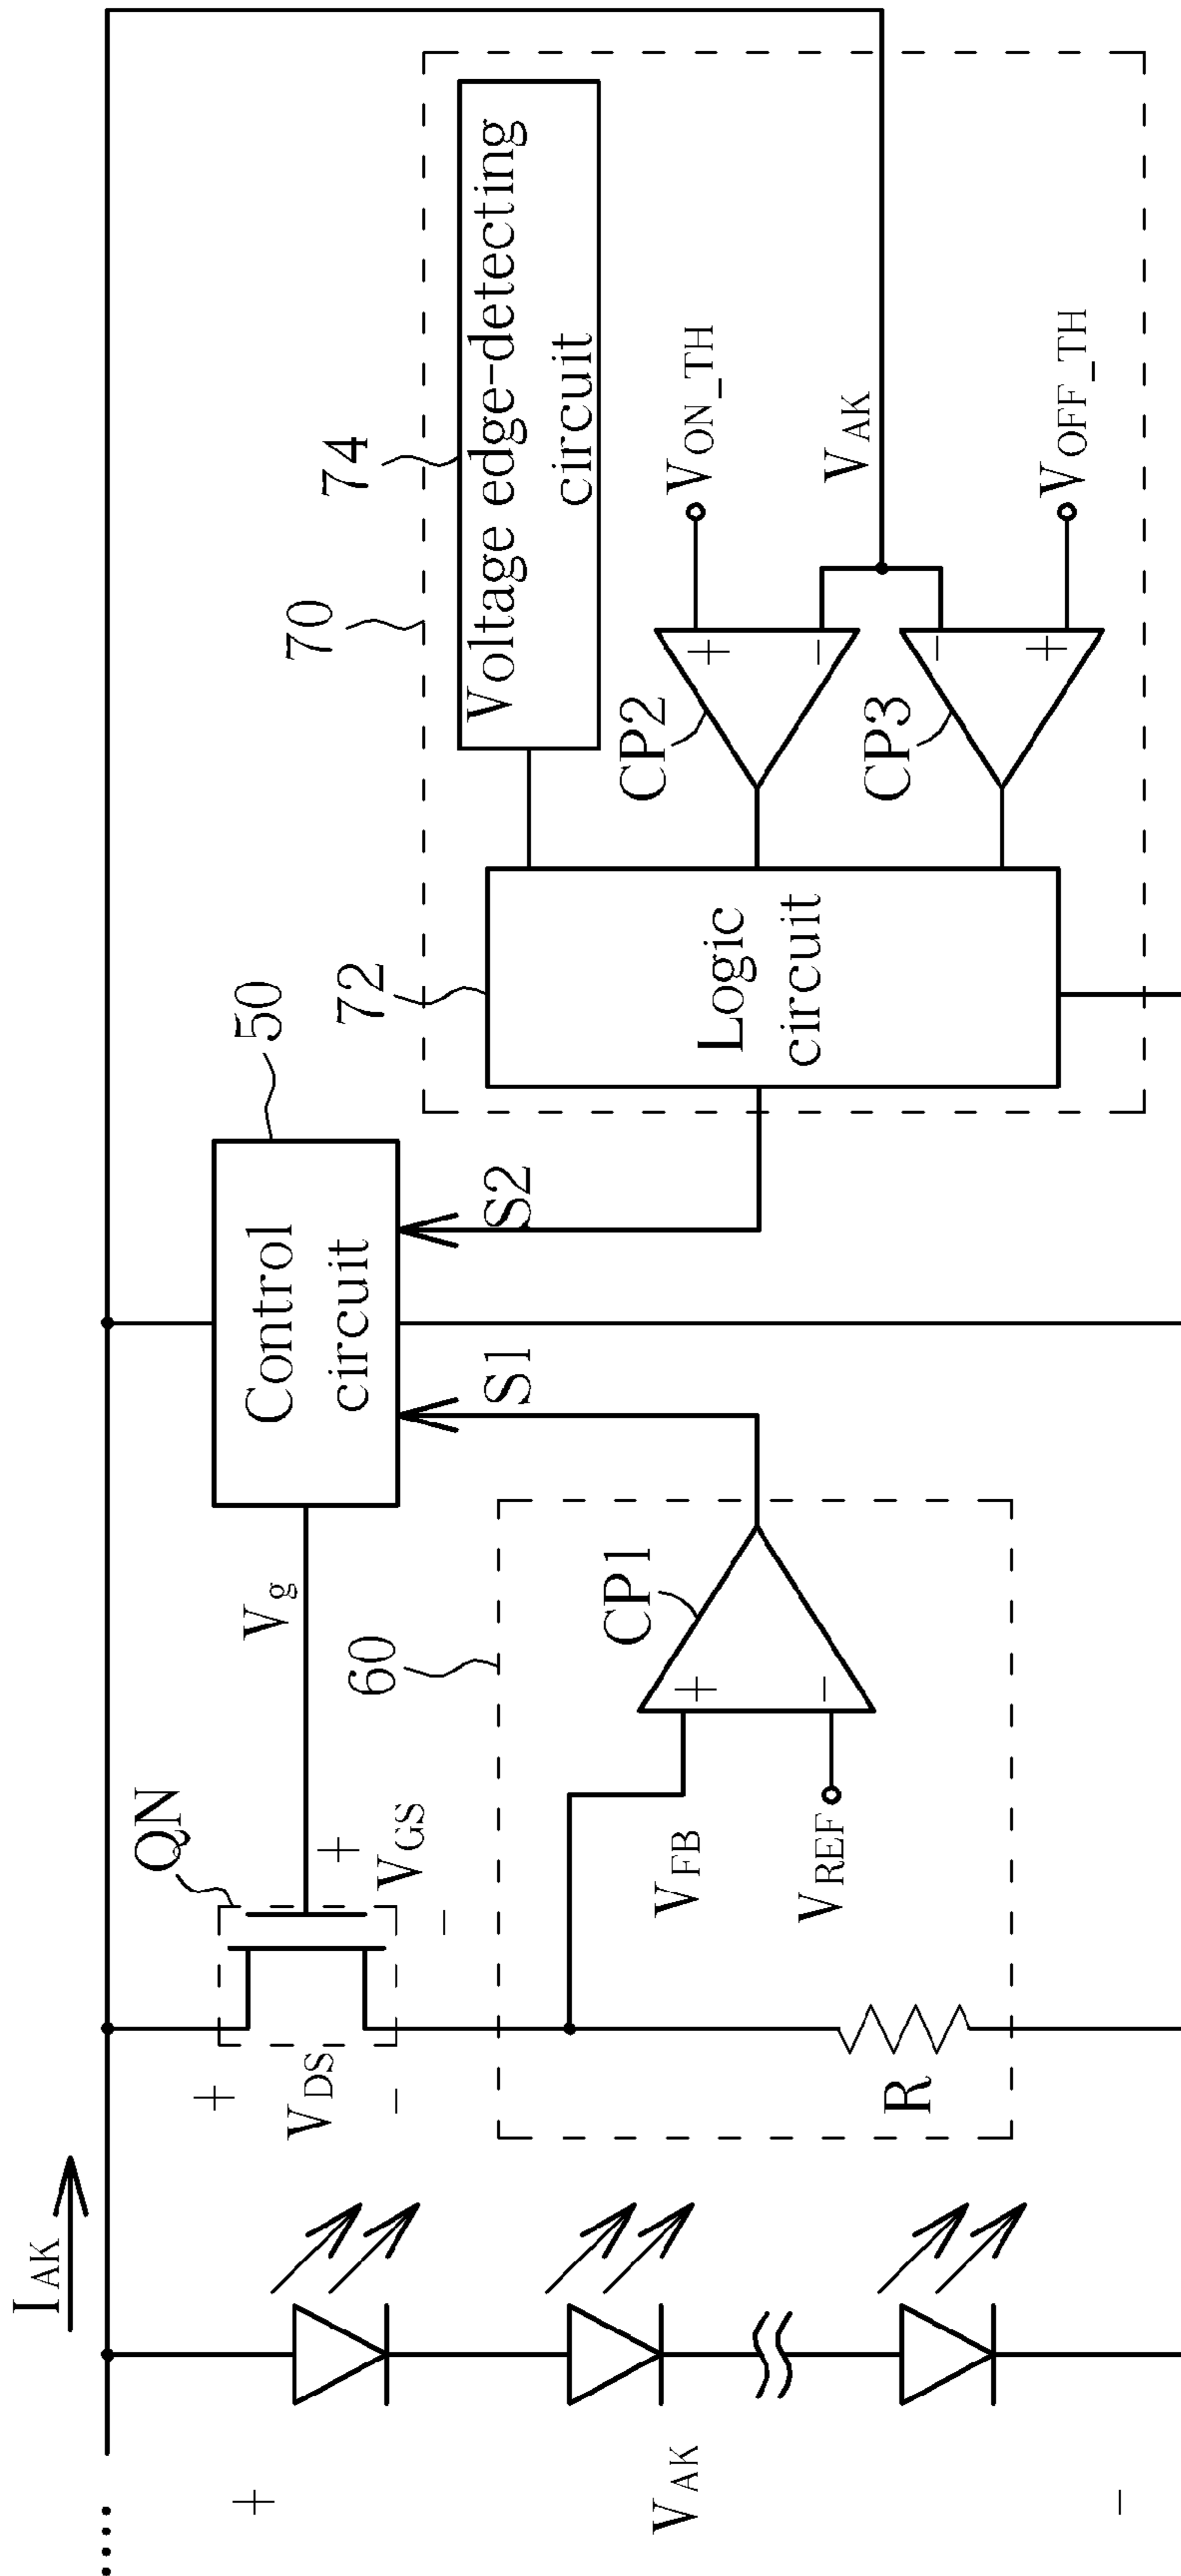 ....
I_AK
+
V_AK
-
+
V_DS
-
QN
+
V_GS
-
V_g
60
V_FB
V_REF
+
-
CP1
R
S1
Control
circuit
50
S2
70
72
Logic
circuit
74
Voltage edge-detecting
circuit
CP2
+
-
V_ON_TH
V_AK
CP3
-
+
V_OFF_TH